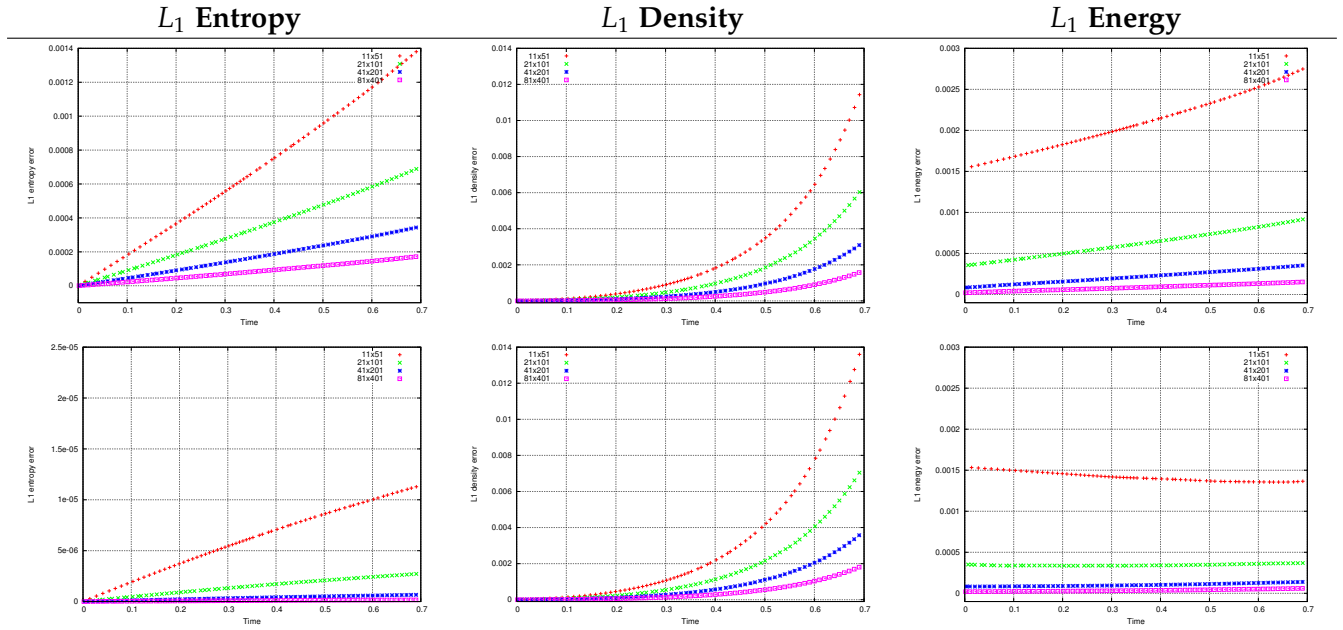 L₁ Entropy L₁ Density L₁ Energy
0.0014
0.0012
0.001
0.0008
0.0006
0.0004
0.0002
0
L1 entropy error
11x51
21x101
41x201
81x401
0 0.1 0.2 0.3 0.4 0.5 0.6 0.7
Time
0.014
0.012
0.01
0.008
0.006
0.004
0.002
0
L1 density error
11x51
21x101
41x201
81x401
0 0.1 0.2 0.3 0.4 0.5 0.6 0.7
Time
0.003
0.0025
0.002
0.0015
0.001
0.0005
0
L1 energy error
11x51
21x101
41x201
81x401
0 0.1 0.2 0.3 0.4 0.5 0.6 0.7
Time
2.5e-05
2e-05
1.5e-05
1e-05
5e-06
0
L1 entropy error
11x51
21x101
41x201
81x401
0 0.1 0.2 0.3 0.4 0.5 0.6 0.7
Time
0.014
0.012
0.01
0.008
0.006
0.004
0.002
0
L1 density error
11x51
21x101
41x201
81x401
0 0.1 0.2 0.3 0.4 0.5 0.6 0.7
Time
0.003
0.0025
0.002
0.0015
0.001
0.0005
0
L1 energy error
11x51
21x101
41x201
81x401
0 0.1 0.2 0.3 0.4 0.5 0.6 0.7
Time